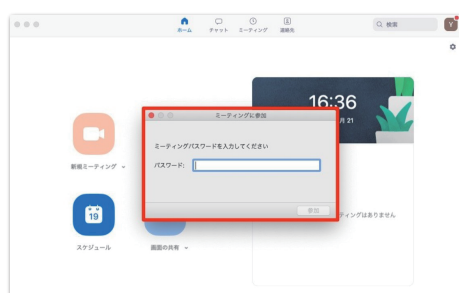 ホーム
チャット
ミーティング
連絡先
検索
Y
16:36
月 21
ミーティングに参加
ミーティングパスワードを入力してください
パスワード:
参加
新規ミーティング
ティングはありません
19
スケジュール
画面の共有